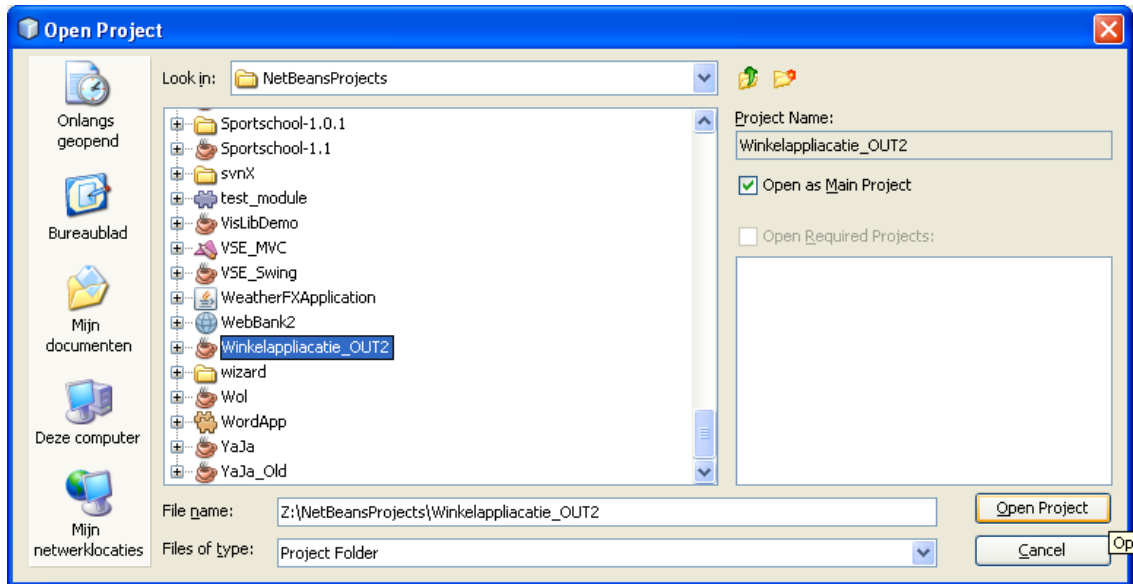 Open Project
Look in: NetBeansProjects
Onlangs geopend
Bureaublad
Mijn documenten
Deze computer
Mijn netwerklocaties
Sportschool-1.0.1
Sportschool-1.1
svnX
test_module
VisLibDemo
VSE_MVC
VSE_Swing
WeatherFXApplication
WebBank2
Winkelappliacatie_OUT2
wizard
Wol
WordApp
YaJa
YaJa_Old
Project Name:
Winkelappliacatie_OUT2
Open as Main Project
Open Required Projects:
File name: Z:\NetBeansProjects\Winkelappliacatie_OUT2
Files of type: Project Folder
Open Project
Cancel
Op